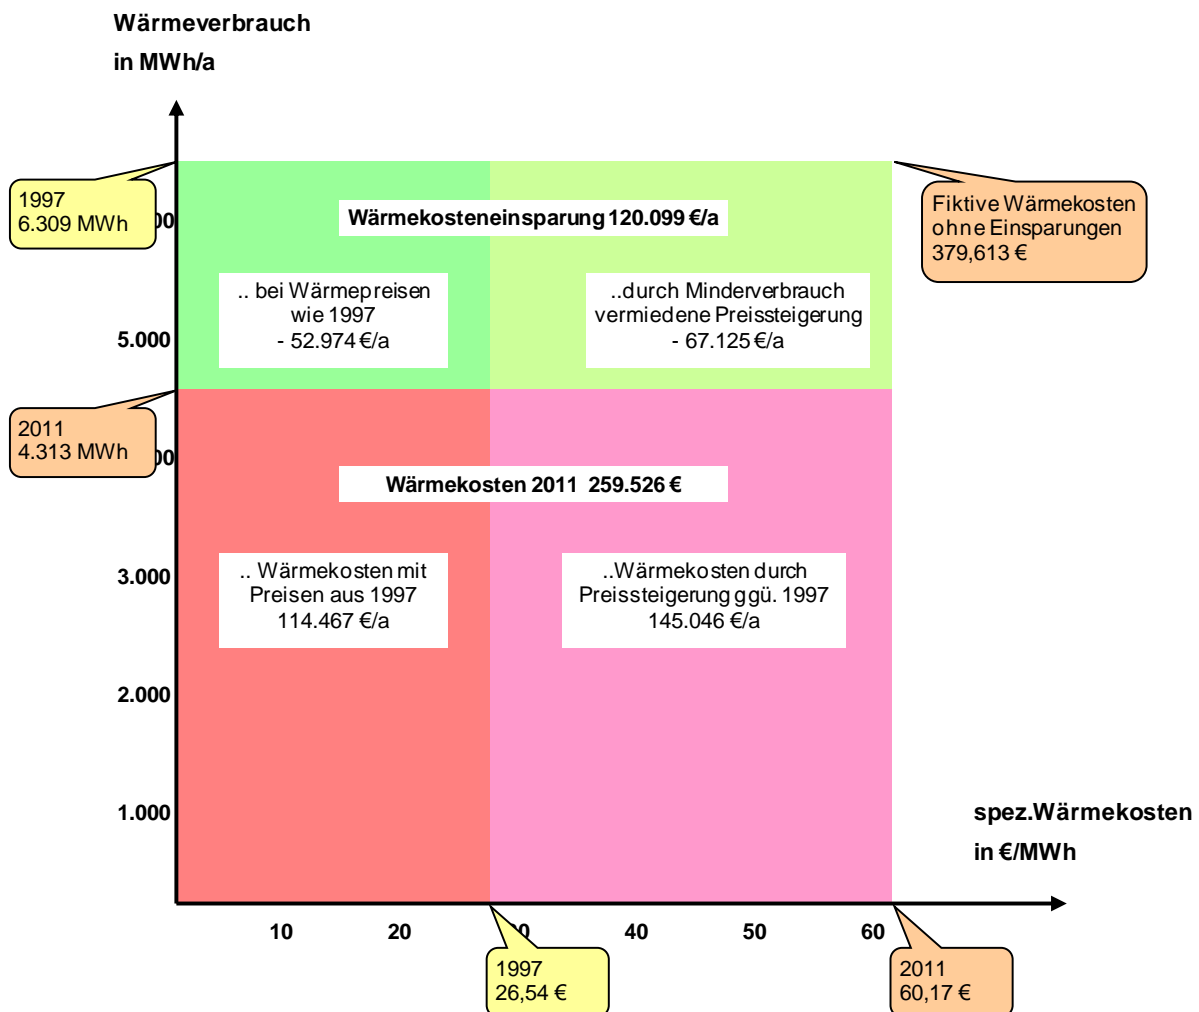 Wärmeverbrauch
in MWh/a
1997
6.309 MWh
00
Wärmekosteneinsparung 120.099 €/a
Fiktive Wärmekosten
ohne Einsparungen
379,613 €
.. bei Wärmepreisen
wie 1997
- 52.974 €/a
..durch Minderverbrauch
vermiedene Preissteigerung
- 67.125 €/a
5.000
2011
4.313 MWh
00
Wärmekosten 2011 259.526 €
3.000
.. Wärmekosten mit
Preisen aus 1997
114.467 €/a
..Wärmekosten durch
Preissteigerung ggü. 1997
145.046 €/a
2.000
1.000
spez.Wärmekosten
in €/MWh
10 20 40 50 60
1997
26,54 €
2011
60,17 €